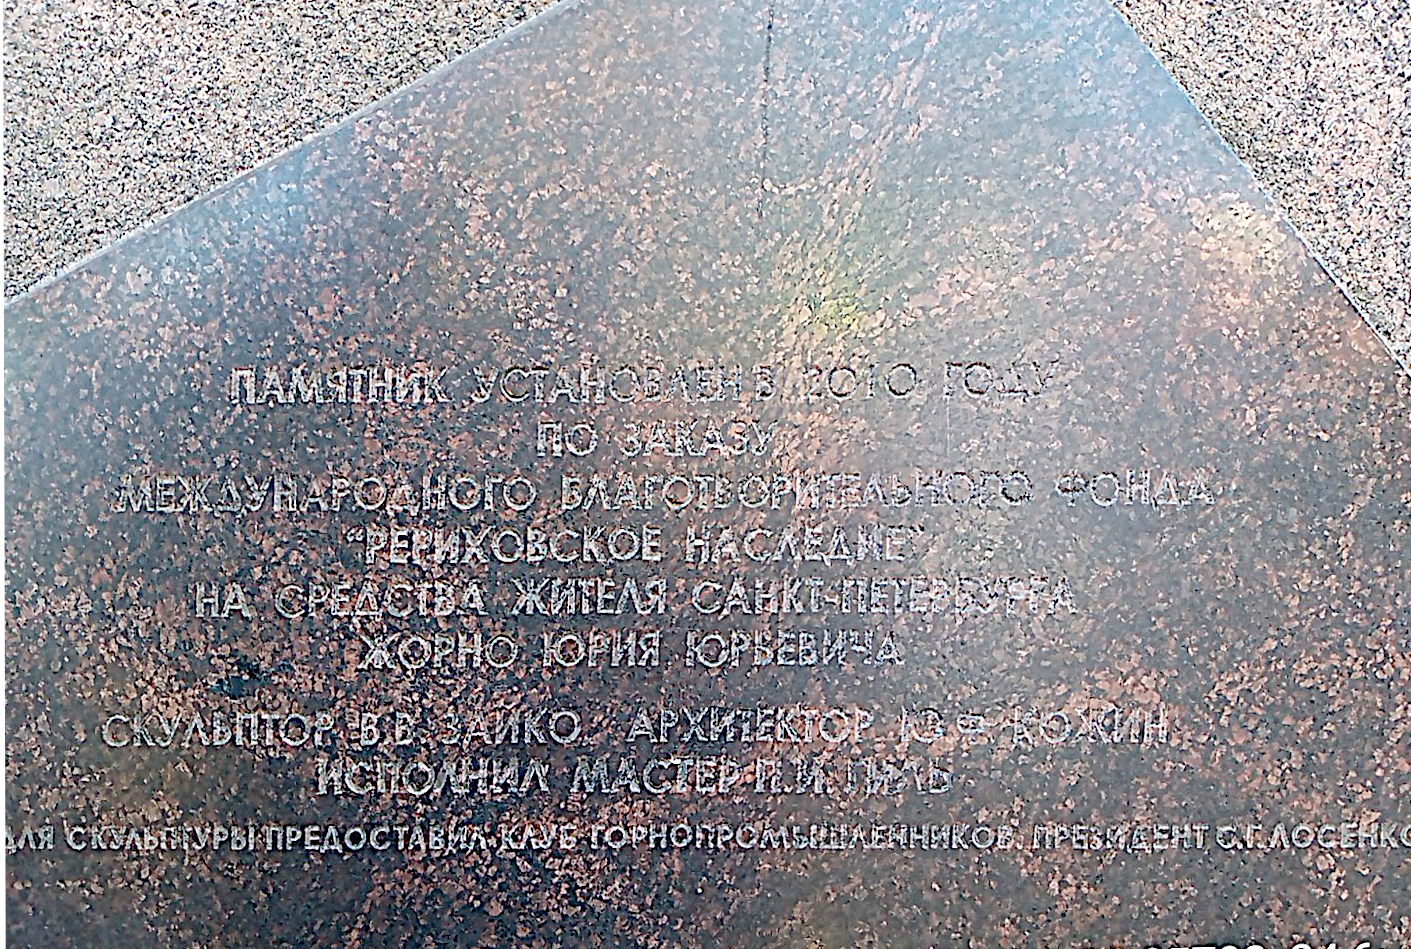 ПАМЯТНИК УСТАНОВЛЕН В 2010 ГОДУ
ПО ЗАКАЗУ
МЕЖДУНАРОДНОГО БЛАГОТВОРИТЕЛЬНОГО ФОНДА
"РЕРИХОВСКОЕ НАСЛЕДИЕ"
НА СРЕДСТВА ЖИТЕЛЯ САНКТ-ПЕТЕРБУРГА
ЖОРНО ЮРИЯ ЮРЬЕВИЧА
СКУЛЬПТОР В.В. ЗАЙКО. АРХИТЕКТОР Ю.Ф. КОЖИН
ИСПОЛНИЛ МАСТЕР П.И. ГИЛЬ
ДЛЯ СКУЛЬПТУРЫ ПРЕДОСТАВИЛ КЛУБ ГОРНОПРОМЫШЛЕННИКОВ. ПРЕЗИДЕНТ С.Г. ЛОСЕНКО